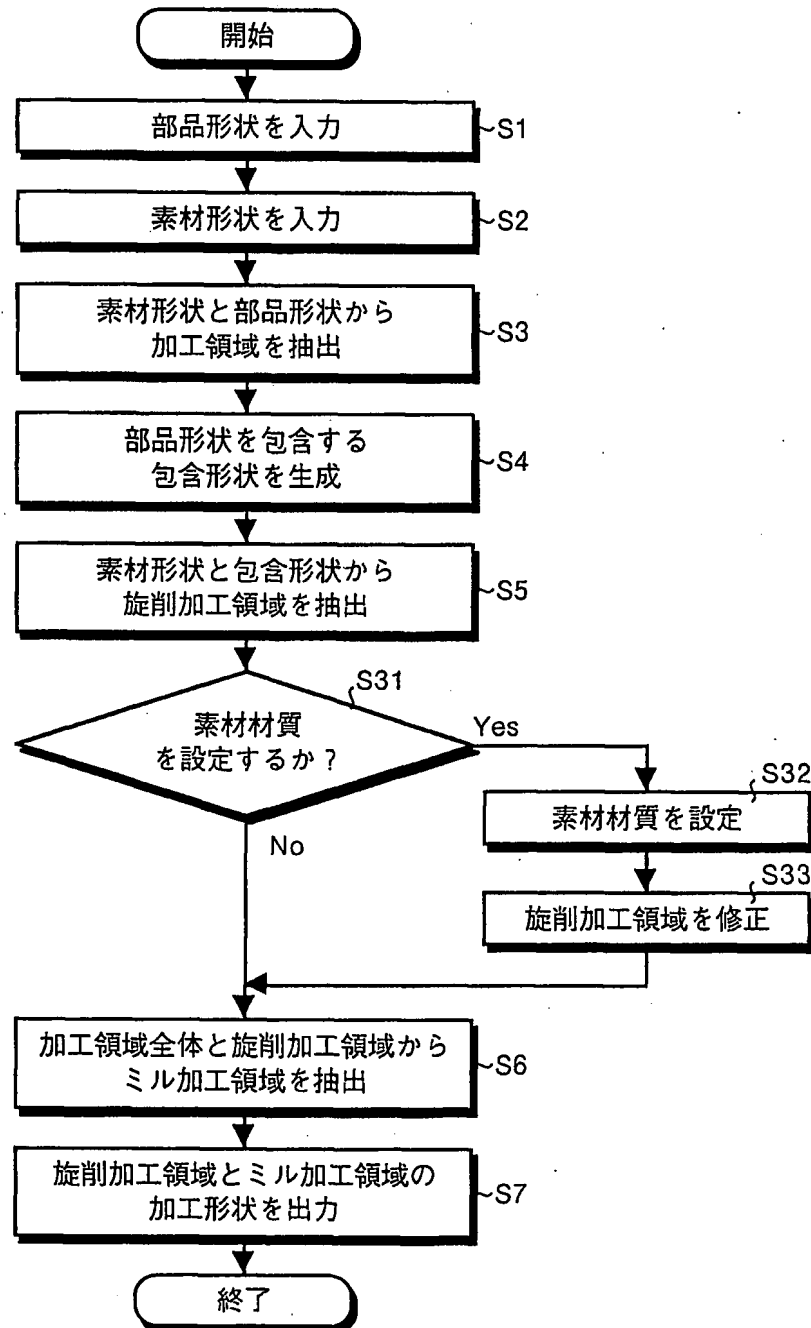 開始
部品形状を入力
~S1
素材形状を入力
~S2
素材形状と部品形状から
加工領域を抽出
~S3
部品形状を包含する
包含形状を生成
~S4
素材形状と包含形状から
旋削加工領域を抽出
~S5
S31
素材材質
を設定するか?
Yes
No
S32
素材材質を設定
S33
旋削加工領域を修正
加工領域全体と旋削加工領域から
ミル加工領域を抽出
~S6
旋削加工領域とミル加工領域の
加工形状を出力
~S7
終了